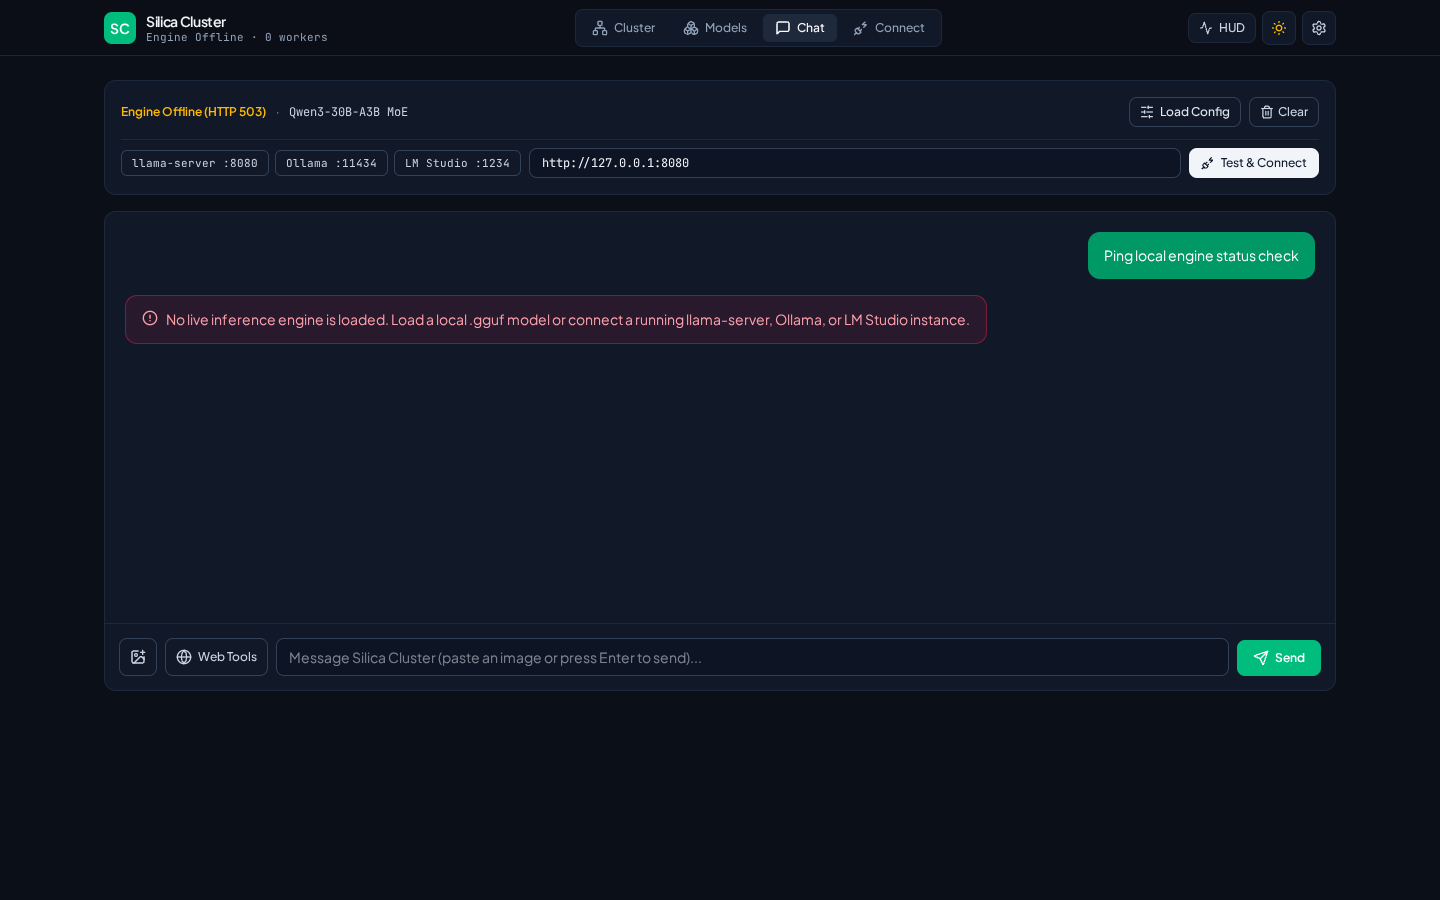 SC
Silica Cluster
Engine Offline · 0 workers
Cluster
Models
Chat
Connect
HUD
Engine Offline (HTTP 503) · Qwen3-30B-A3B MoE
Load Config
Clear
llama-server :8080
Ollama :11434
LM Studio :1234
http://127.0.0.1:8080
Test & Connect
Ping local engine status check
No live inference engine is loaded. Load a local .gguf model or connect a running llama-server, Ollama, or LM Studio instance.
Web Tools
Message Silica Cluster (paste an image or press Enter to send)...
Send